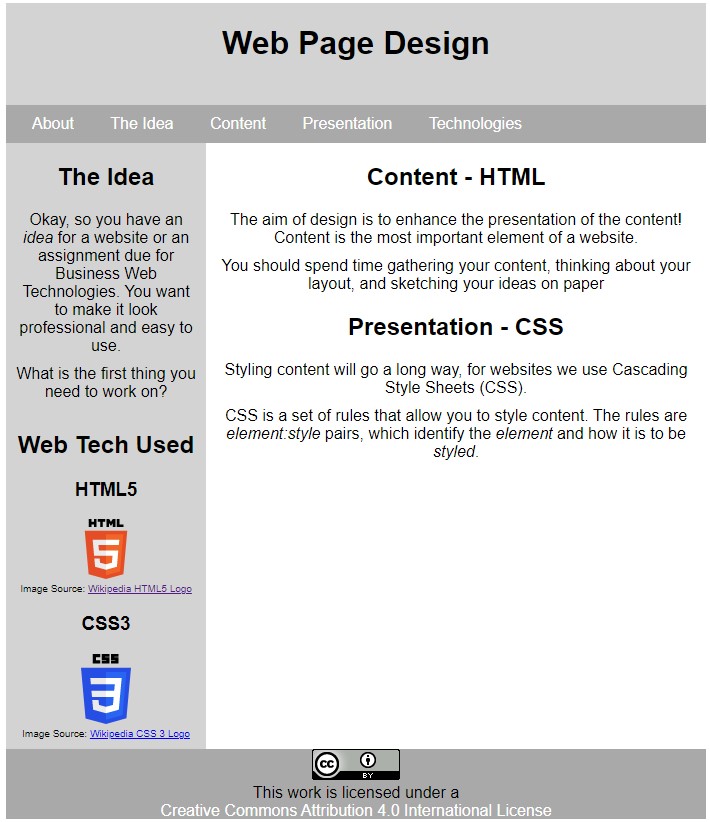 Web Page Design
About The Idea Content Presentation Technologies
The Idea
Okay, so you have an
idea for a website or an
assignment due for
Business Web
Technologies. You want
to make it look
professional and easy to
use.
What is the first thing you
need to work on?
Web Tech Used
HTML5
HTML
5
Image Source: Wikipedia HTML5 Logo
CSS3
CSS
3
Image Source: Wikipedia CSS 3 Logo
Content - HTML
The aim of design is to enhance the presentation of the content!
Content is the most important element of a website.
You should spend time gathering your content, thinking about your
layout, and sketching your ideas on paper
Presentation - CSS
Styling content will go a long way, for websites we use Cascading
Style Sheets (CSS).
CSS is a set of rules that allow you to style content. The rules are
element:style pairs, which identify the element and how it is to be
styled.
cc
BY
This work is licensed under a
Creative Commons Attribution 4.0 International License